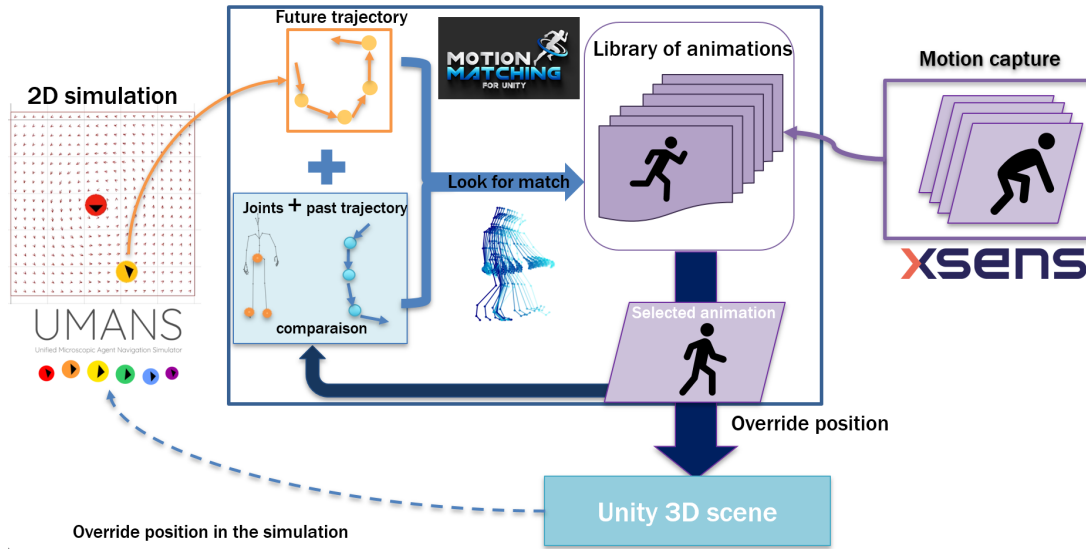 Future trajectory
MOTION
MATCHING
FOR UNITY
Library of animations
Motion capture
2D simulation
Look for match
Joints + past trajectory
comparaison
xsens
UMANS
Unified Microscopic Agent Navigation Simulator
Selected animation
Override position
Unity 3D scene
Override position in the simulation